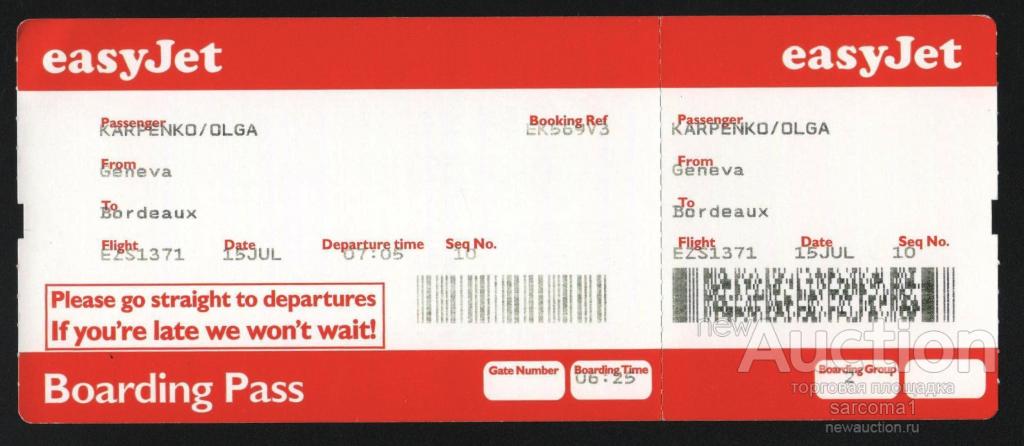 easyJet
easyJet
Passenger
KARPENKO/OLGA
Booking Ref
EK569V3
Passenger
KARPENKO/OLGA
From
Geneva
From
Geneva
To
Bordeaux
To
Bordeaux
Flight Date Departure time Seq No.
EZS1371 15JUL 07:05 10
Flight Date Seq No.
EZS1371 15JUL 10
Please go straight to departures
If you're late we won't wait!
Boarding Pass
Gate Number
Boarding Time
06:25
Boarding Group
2
newAuction
торговая площадка
sarcoma1
newauction.ru